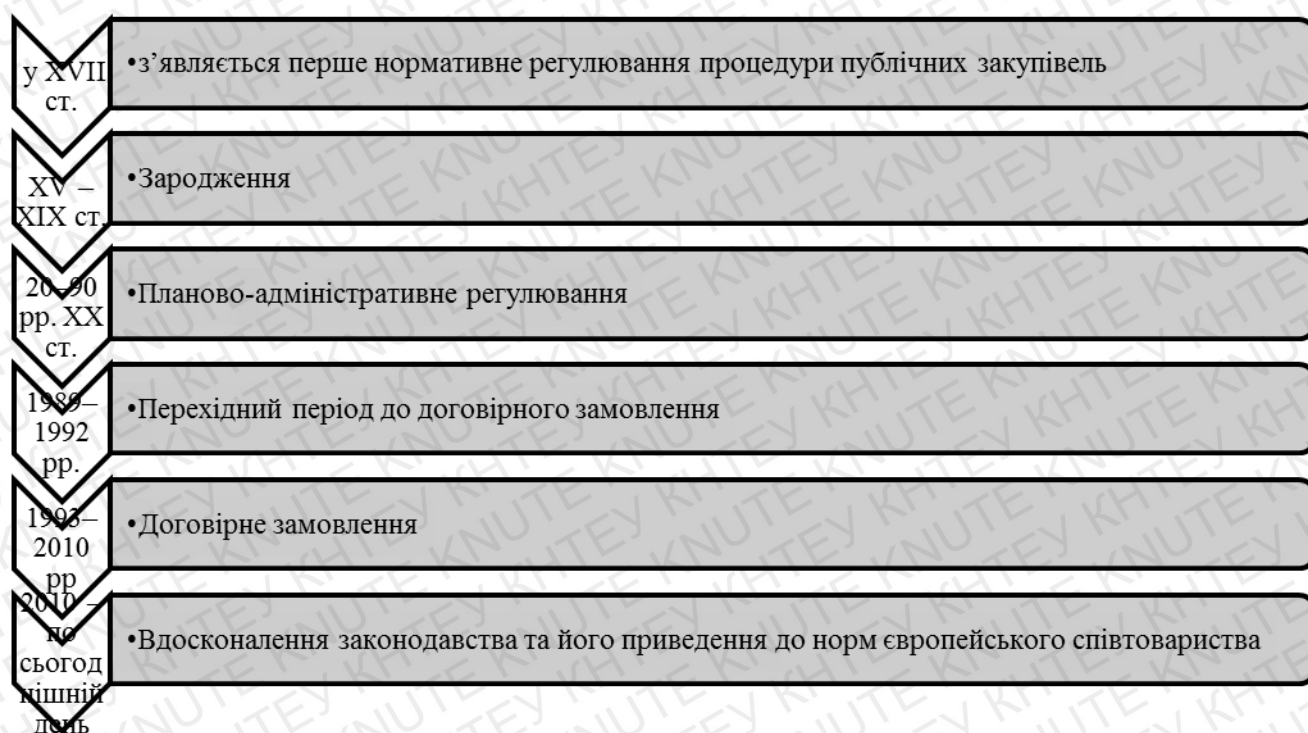 у XVII
ст.
•з’являється перше нормативне регулювання процедури публічних закупівель
XV –
XIX ст.
•Зародження
20–90
рр. XX
ст.
•Планово-адміністративне регулювання
1989–
1992
рр.
•Перехідний період до договірного замовлення
1993–
2010
рр
•Договірне замовлення
2010 –
по
сьогод
нішній
день
•Вдосконалення законодавства та його приведення до норм європейського співтовариства